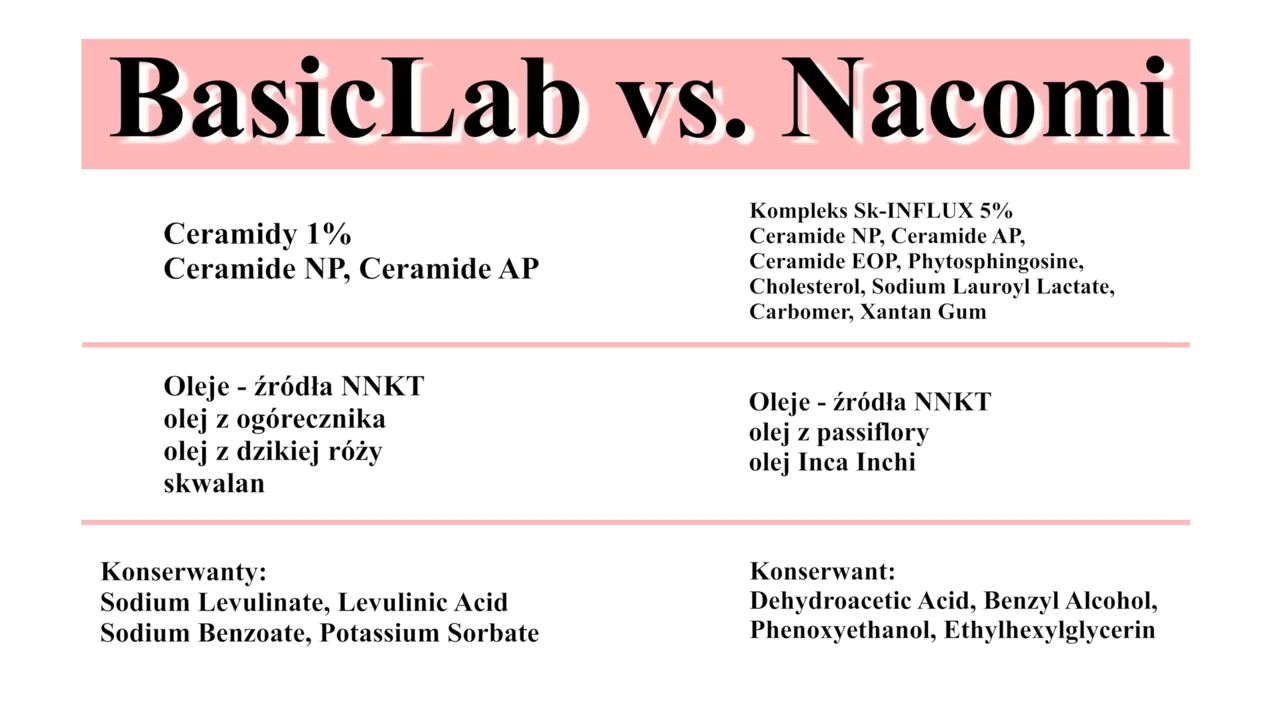 BasicLab vs. Nacomi
Ceramidy 1%
Ceramide NP, Ceramide AP
Kompleks Sk-INFLUX 5%
Ceramide NP, Ceramide AP,
Ceramide EOP, Phytosphingosine,
Cholesterol, Sodium Lauroyl Lactate,
Carbomer, Xantan Gum
Oleje - źródła NNKT
olej z ogórecznika
olej z dzikiej róży
skwalan
Oleje - źródła NNKT
olej z passiflory
olej Inca Inchi
Konserwanty:
Sodium Levulinate, Levulinic Acid
Sodium Benzoate, Potassium Sorbate
Konserwant:
Dehydroacetic Acid, Benzyl Alcohol,
Phenoxyethanol, Ethylhexylglycerin